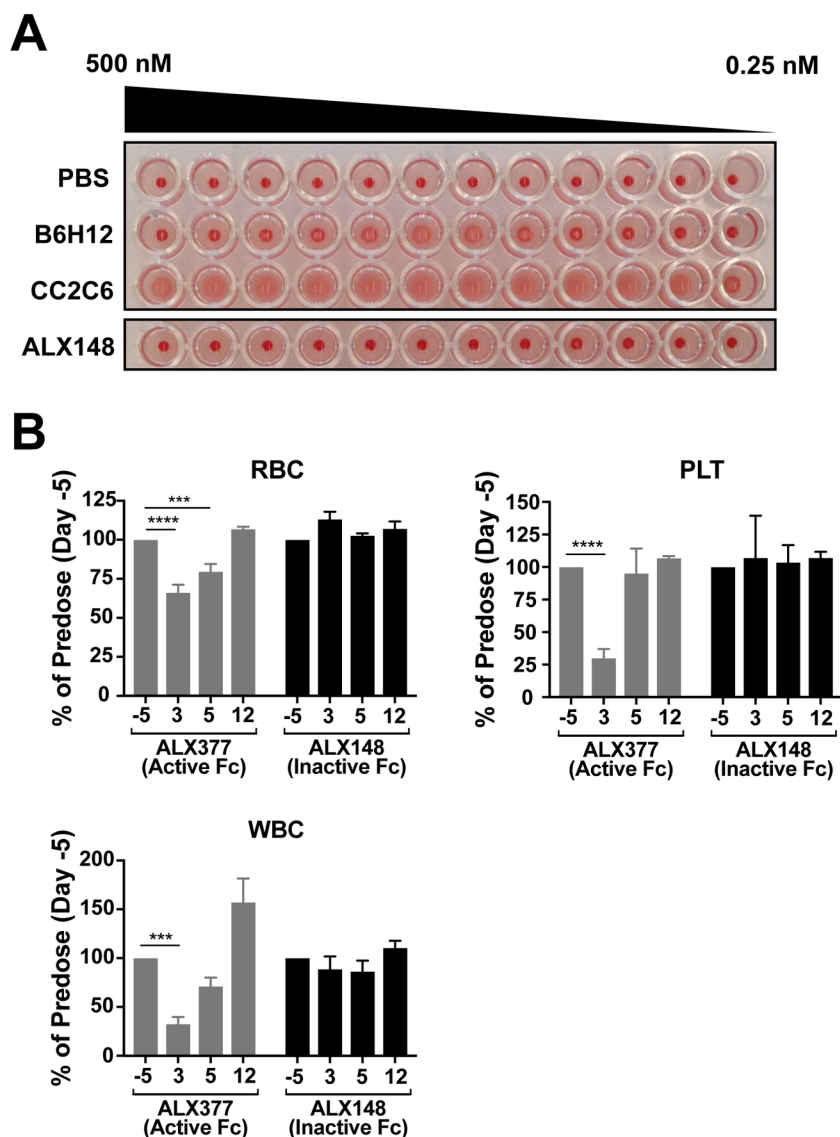 A
500 nM
0.25 nM
PBS
B6H12
CC2C6
ALX148
B
RBC
% of Predose (Day -5)
125
100
75
50
25
0
***
****
-5 3 5 12 -5 3 5 12
ALX377 ALX148
(Active Fc) (Inactive Fc)
PLT
% of Predose (Day -5)
150
125
100
75
50
25
0
****
-5 3 5 12 -5 3 5 12
ALX377 ALX148
(Active Fc) (Inactive Fc)
WBC
% of Predose (Day -5)
200
150
100
50
0
***
-5 3 5 12 -5 3 5 12
ALX377 ALX148
(Active Fc) (Inactive Fc)